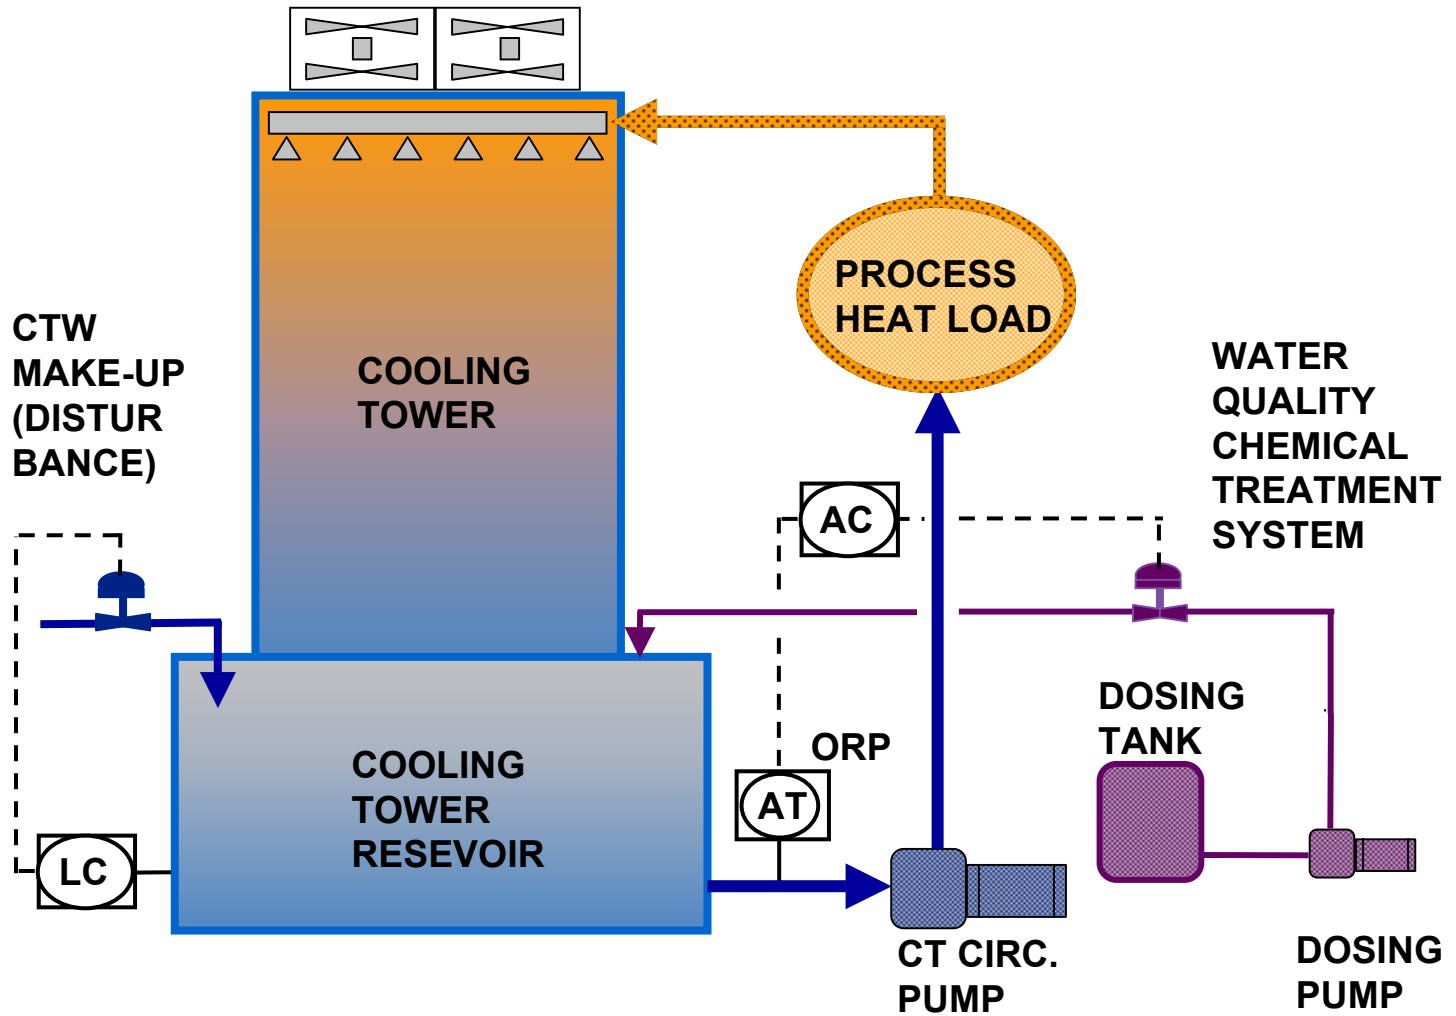 PROCESS
HEAT LOAD
CTW
MAKE-UP
(DISTUR
BANCE)
COOLING
TOWER
WATER
QUALITY
CHEMICAL
TREATMENT
SYSTEM
AC
DOSING
TANK
ORP
COOLING
TOWER
RESEVOIR
AT
LC
CT CIRC.
PUMP
DOSING
PUMP